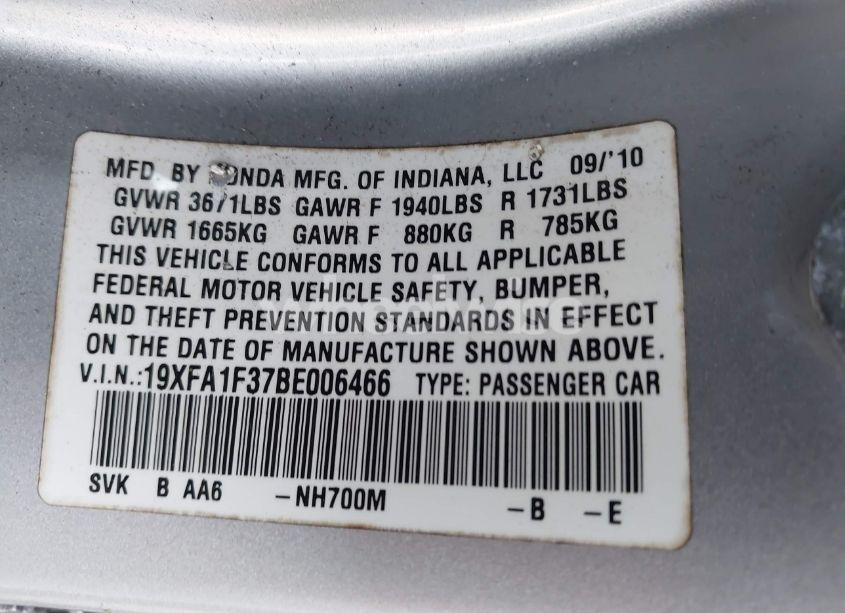 MFD. BY HONDA MFG. OF INDIANA, LLC 09/'10
GVWR 3671LBS GAWR F 1940LBS R 1731LBS
GVWR 1665KG GAWR F 880KG R 785KG
THIS VEHICLE CONFORMS TO ALL APPLICABLE
FEDERAL MOTOR VEHICLE SAFETY, BUMPER,
AND THEFT PREVENTION STANDARDS IN EFFECT
ON THE DATE OF MANUFACTURE SHOWN ABOVE.
V.I.N.:19XFA1F37BE006466 TYPE: PASSENGER CAR
SVK B AA6 -NH700M -B -E